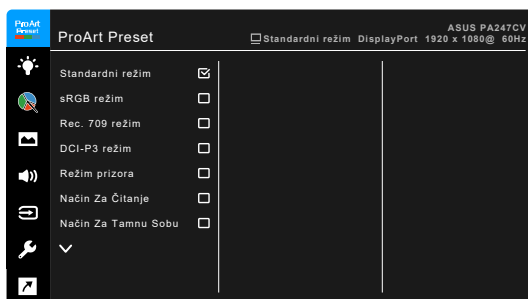 ProArt
Preset
ProArt Preset
ASUS PA247CV
Standardni režim DisplayPort 1920 x 1080@ 60Hz
Standardni režim
sRGB režim
Rec. 709 režim
DCI-P3 režim
Režim prizora
Način Za Čitanje
Način Za Tamnu Sobu